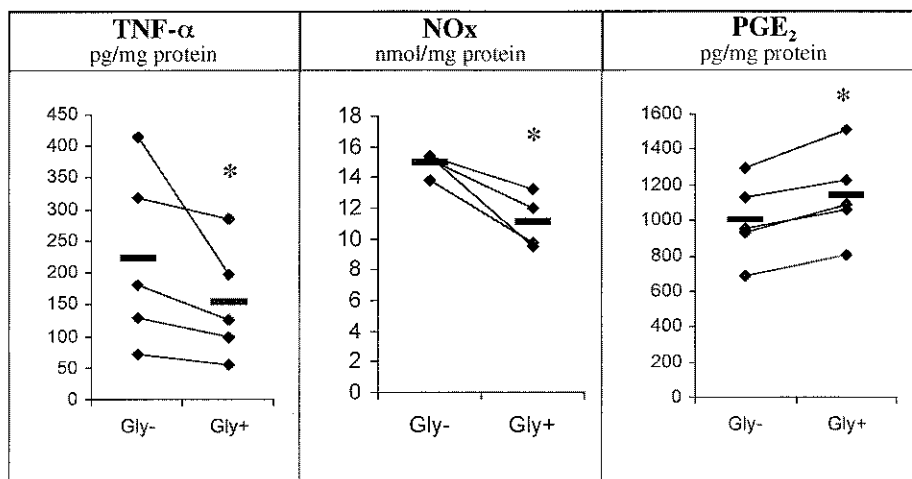 TNF-α
pg/mg protein
NOx
nmol/mg protein
PGE₂
pg/mg protein
450
400
350
300
250
200
150
100
50
0
*
Gly-
Gly+
18
16
14
12
10
8
6
4
2
0
*
Gly-
Gly+
1600
1400
1200
1000
800
600
400
200
0
*
Gly-
Gly+